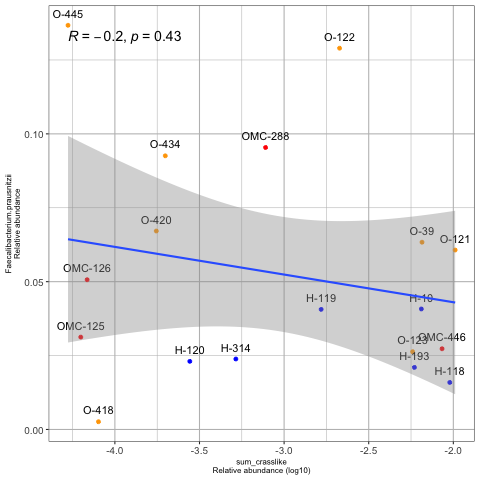 O-445
R = −0.2, p = 0.43
O-122
OMC-288
O-434
O-420
O-39
O-121
OMC-126
H-119
H-10
OMC-125
O-123
OMC-446
H-120
H-314
H-193
H-118
O-418
0.10
0.05
0.00
Faecalibacterium.prausnitzii
Relative abundance
-4.0 -3.5 -3.0 -2.5 -2.0
sum_crasslike
Relative abundance (log10)